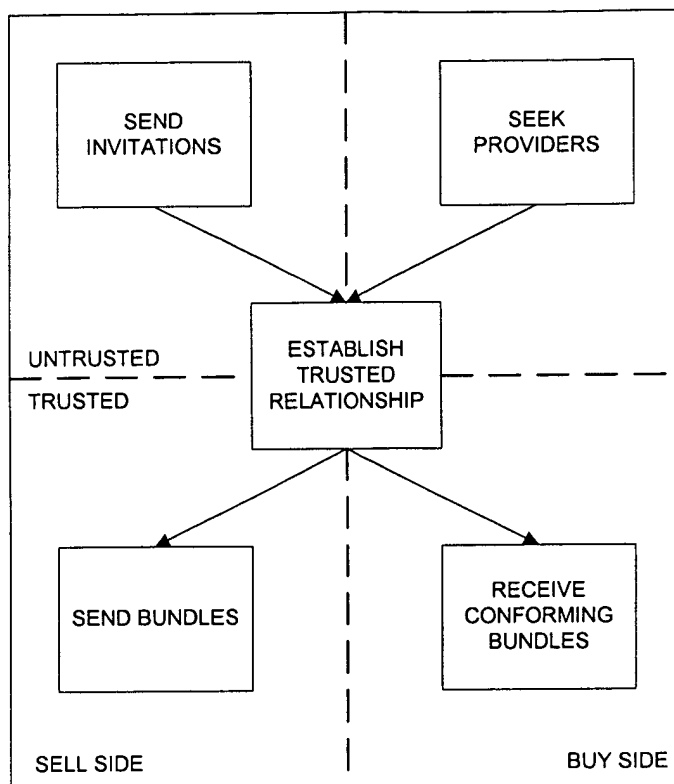 SEND
INVITATIONS
SEEK
PROVIDERS
ESTABLISH
TRUSTED
RELATIONSHIP
UNTRUSTED
TRUSTED
SEND BUNDLES
RECEIVE
CONFORMING
BUNDLES
SELL SIDE
BUY SIDE